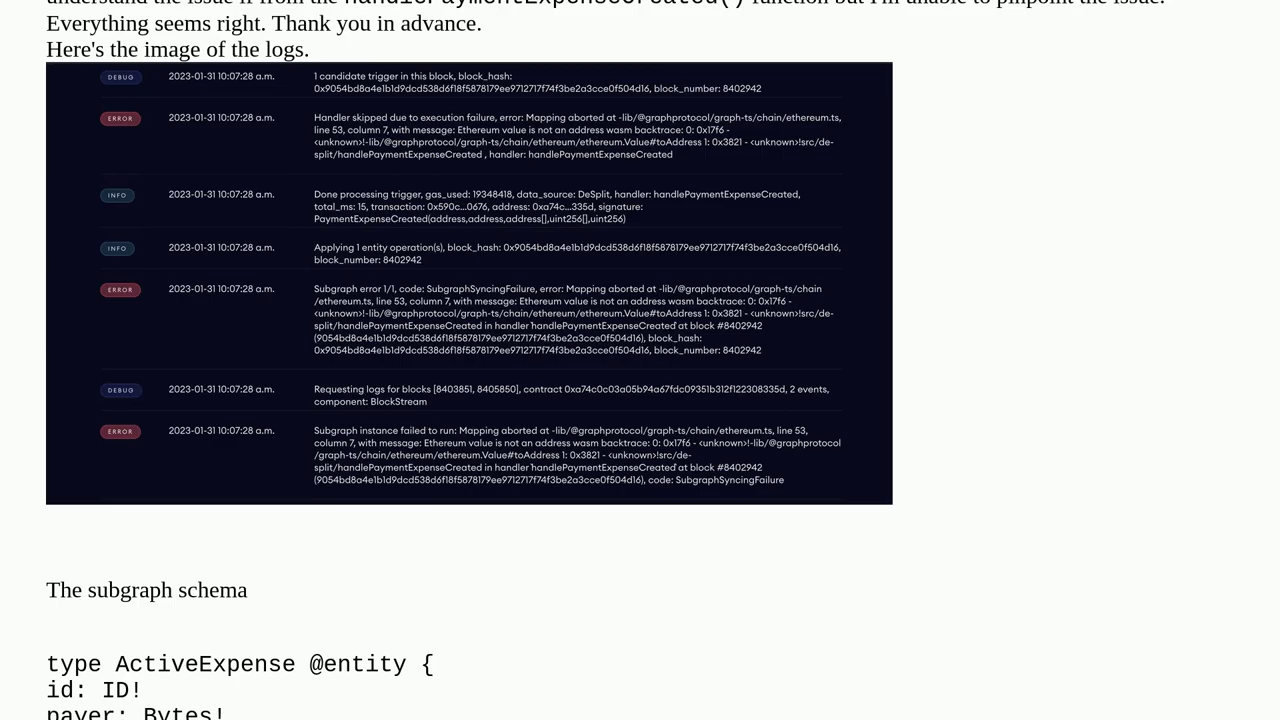 understand the issue if from the handlePaymentExpenseCreated() function but I'm unable to pinpoint the issue.
Everything seems right. Thank you in advance.
Here's the image of the logs.
DEBUG 2023-01-31 10:07:28 a.m. 1 candidate trigger in this block, block_hash:
0x9054bd8a4e1b1d9dcd538d6f18f5878179ee9712717f74f3be2a3cce0f504d16, block_number: 8402942
ERROR 2023-01-31 10:07:28 a.m. Handler skipped due to execution failure, error: Mapping aborted at ~lib/@graphprotocol/graph-ts/chain/ethereum.ts,
line 53, column 7, with message: Ethereum value is not an address wasm backtrace: 0: 0x17f6 -
<unknown>!~lib/@graphprotocol/graph-ts/chain/ethereum/ethereum.Value#toAddress 1: 0x3821 - <unknown>!src/de-
split/handlePaymentExpenseCreated , handler: handlePaymentExpenseCreated
INFO 2023-01-31 10:07:28 a.m. Done processing trigger, gas_used: 19348418, data_source: DeSplit, handler: handlePaymentExpenseCreated,
total_ms: 15, transaction: 0x590c…0676, address: 0xa74c…335d, signature:
PaymentExpenseCreated(address,address,address[],uint256[],uint256)
INFO 2023-01-31 10:07:28 a.m. Applying 1 entity operation(s), block_hash: 0x9054bd8a4e1b1d9dcd538d6f18f5878179ee9712717f74f3be2a3cce0f504d16,
block_number: 8402942
ERROR 2023-01-31 10:07:28 a.m. Subgraph error 1/1, code: SubgraphSyncingFailure, error: Mapping aborted at ~lib/@graphprotocol/graph-ts/chain
/ethereum.ts, line 53, column 7, with message: Ethereum value is not an address wasm backtrace: 0: 0x17f6 -
<unknown>!~lib/@graphprotocol/graph-ts/chain/ethereum/ethereum.Value#toAddress 1: 0x3821 - <unknown>!src/de-
split/handlePaymentExpenseCreated in handler `handlePaymentExpenseCreated` at block #8402942
(9054bd8a4e1b1d9dcd538d6f18f5878179ee9712717f74f3be2a3cce0f504d16), block_hash:
0x9054bd8a4e1b1d9dcd538d6f18f5878179ee9712717f74f3be2a3cce0f504d16, block_number: 8402942
DEBUG 2023-01-31 10:07:28 a.m. Requesting logs for blocks [8403851, 8405850], contract 0xa74c0c03a05b94a67fdc09351b312f122308335d, 2 events,
component: BlockStream
ERROR 2023-01-31 10:07:28 a.m. Subgraph instance failed to run: Mapping aborted at ~lib/@graphprotocol/graph-ts/chain/ethereum.ts, line 53,
column 7, with message: Ethereum value is not an address wasm backtrace: 0: 0x17f6 - <unknown>!~lib/@graphprotocol
/graph-ts/chain/ethereum/ethereum.Value#toAddress 1: 0x3821 - <unknown>!src/de-
split/handlePaymentExpenseCreated in handler `handlePaymentExpenseCreated` at block #8402942
(9054bd8a4e1b1d9dcd538d6f18f5878179ee9712717f74f3be2a3cce0f504d16), code: SubgraphSyncingFailure
The subgraph schema
type ActiveExpense @entity {
id: ID!
payer: Bytes!